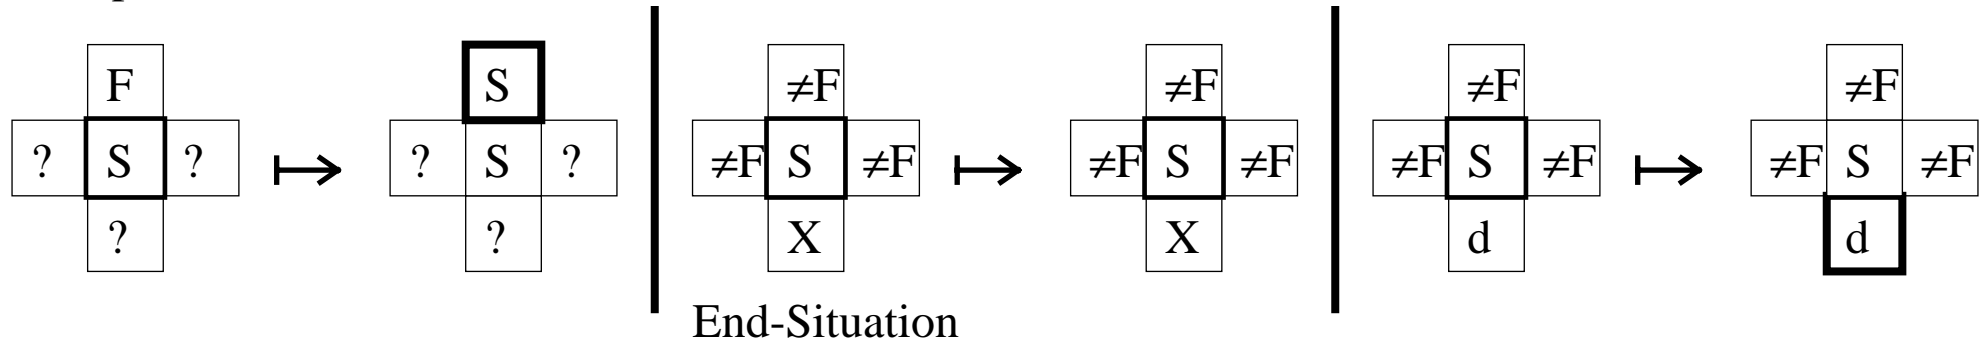 F S ≠F ≠F ≠F ≠F
? S ? ? S ? ≠F S ≠F ≠F S ≠F ≠F S ≠F ≠F S ≠F
? ? X X d d
End-Situation